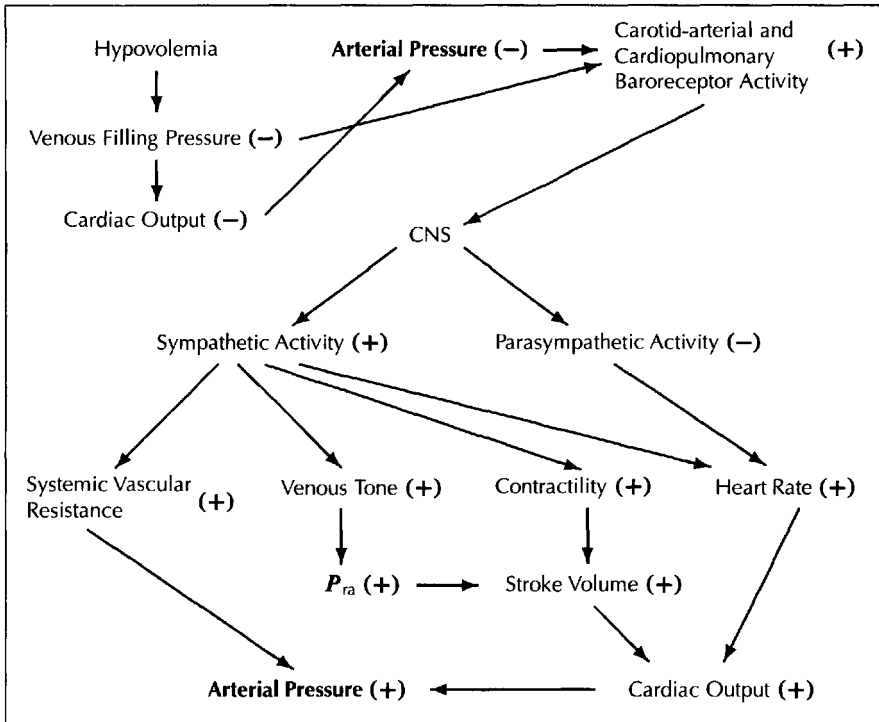 Hypovolemia
Arterial Pressure (−)
Carotid-arterial and
Cardiopulmonary
Baroreceptor Activity
(+)
Venous Filling Pressure (−)
Cardiac Output (−)
CNS
Sympathetic Activity (+)
Parasympathetic Activity (−)
Systemic Vascular
Resistance
(+)
Venous Tone (+)
Contractility (+)
Heart Rate (+)
Pra (+)
Stroke Volume (+)
Arterial Pressure (+)
Cardiac Output (+)